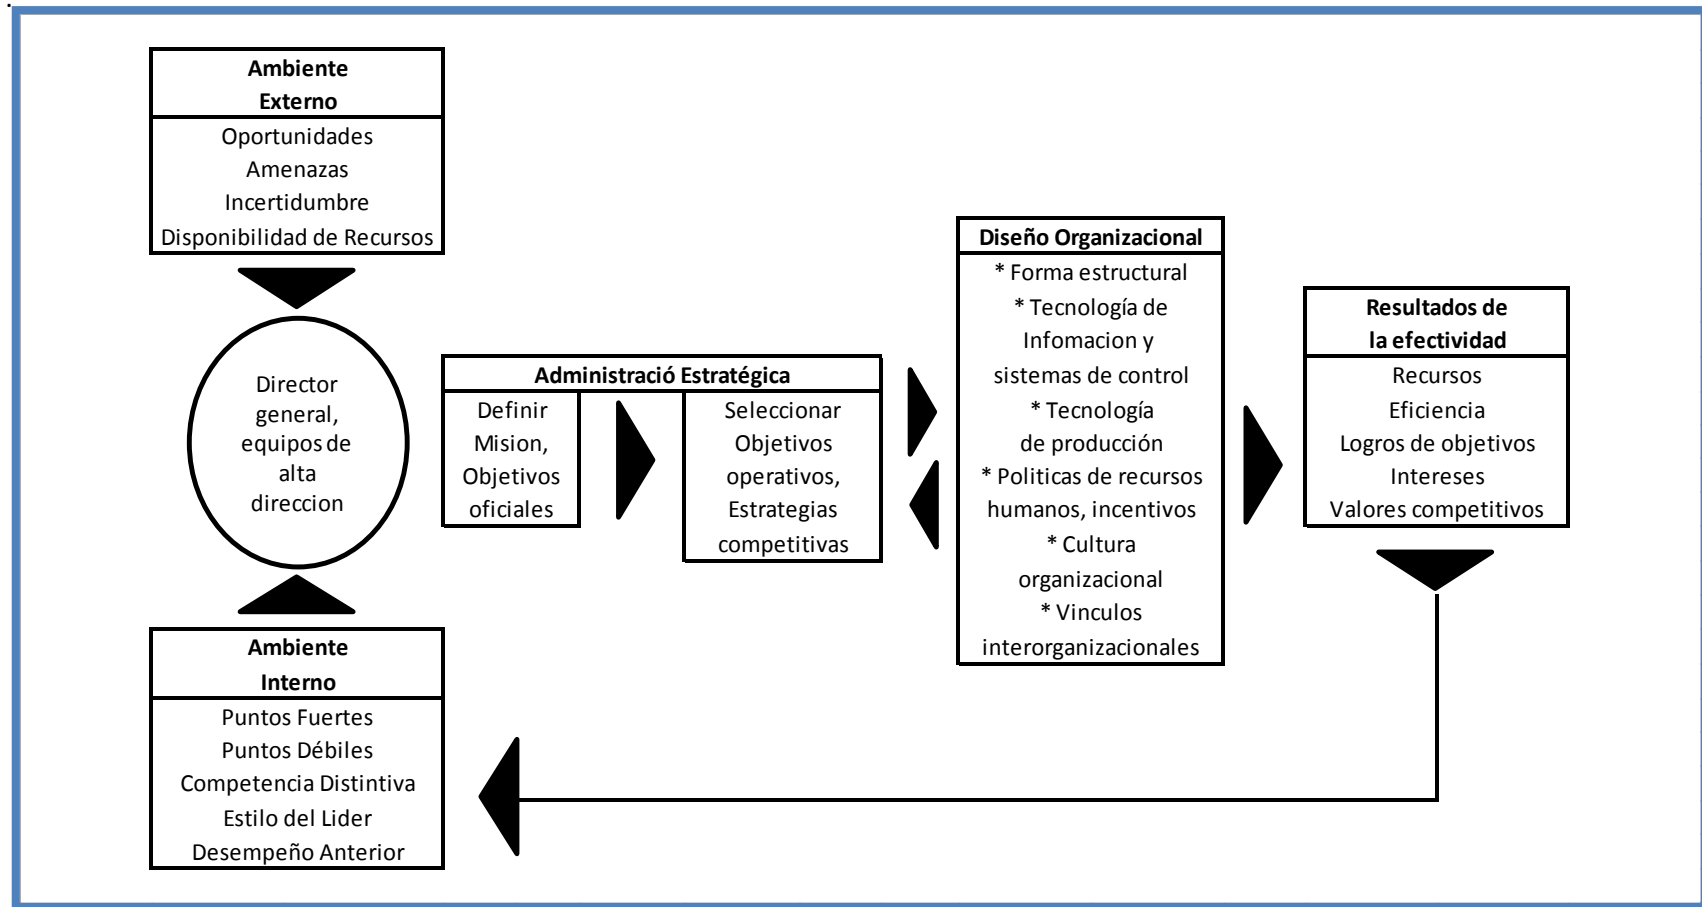 .
Ambiente
Externo
Oportunidades
Amenazas
Incertidumbre
Disponibilidad de Recursos
Director
general,
equipos de
alta
direccion
Ambiente
Interno
Puntos Fuertes
Puntos Débiles
Competencia Distintiva
Estilo del Lider
Desempeño Anterior
Administració Estratégica
Definir
Mision,
Objetivos
oficiales
Seleccionar
Objetivos
operativos,
Estrategias
competitivas
Diseño Organizacional
* Forma estructural
* Tecnología de
Infomacion y
sistemas de control
* Tecnología
de producción
* Politicas de recursos
humanos, incentivos
* Cultura
organizacional
* Vinculos
interorganizacionales
Resultados de
la efectividad
Recursos
Eficiencia
Logros de objetivos
Intereses
Valores competitivos